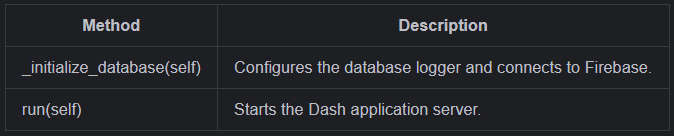 Method Description
_initialize_database(self) Configures the database logger and connects to Firebase.
run(self) Starts the Dash application server.